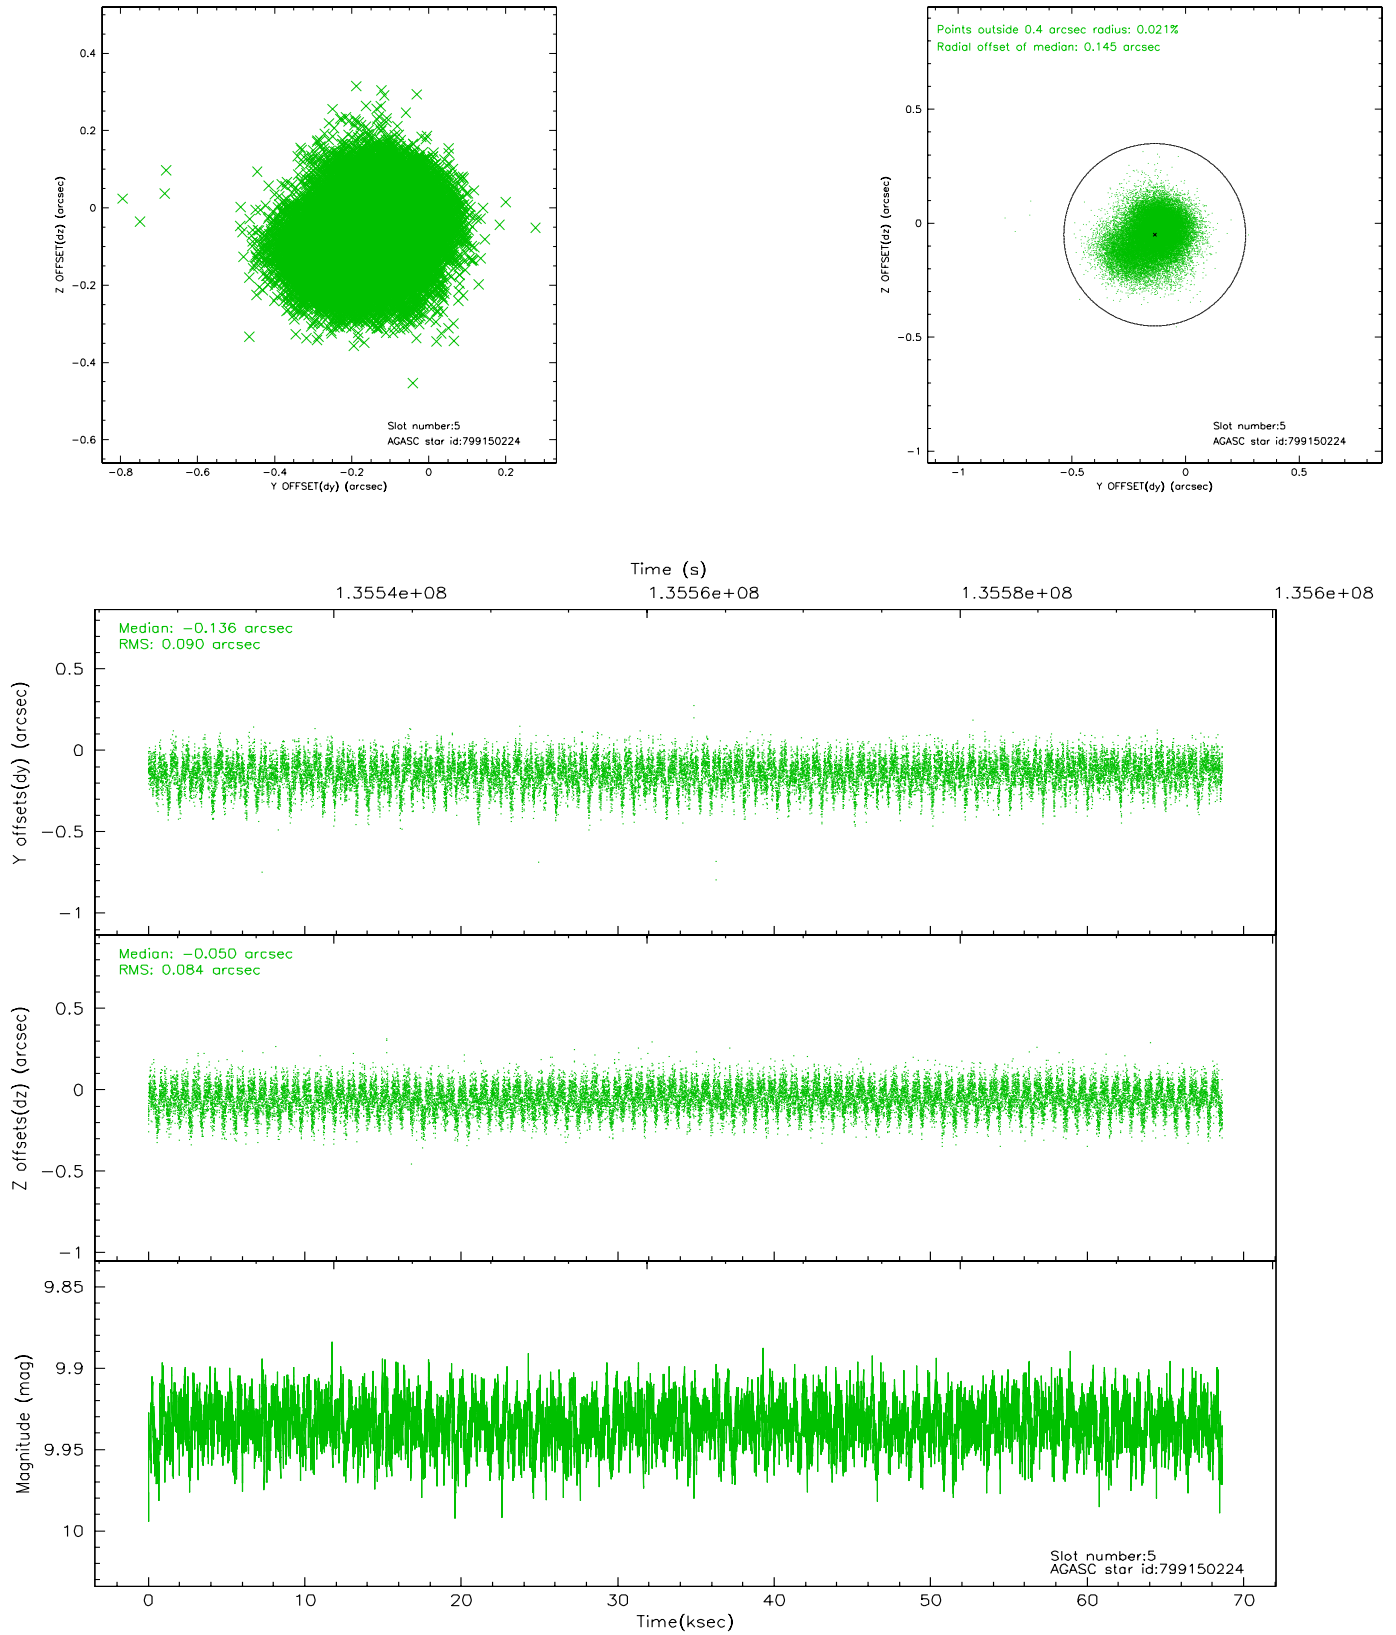 0.4
0.2
0
−0.2
−0.4
−0.6
Z OFFSET(dz) (arcsec)
Slot number:5
AGASC star id:799150224
−0.8 −0.6 −0.4 −0.2 0 0.2
Y OFFSET(dy) (arcsec)
Points outside 0.4 arcsec radius: 0.021%
Radial offset of median: 0.145 arcsec
0.5
0
−0.5
−1
Z OFFSET(dz) (arcsec)
Slot number:5
AGASC star id:799150224
−1 −0.5 0 0.5
Y OFFSET(dy) (arcsec)
Time (s)
1.3554e+08 1.3556e+08 1.3558e+08 1.356e+08
Median: −0.136 arcsec
RMS: 0.090 arcsec
0.5
0
−0.5
−1
Y offsets(dy) (arcsec)
Median: −0.050 arcsec
RMS: 0.084 arcsec
0.5
0
−0.5
−1
Z offsets(dz) (arcsec)
9.85
9.9
9.95
10
Magnitude (mag)
Slot number:5
AGASC star id:799150224
0 10 20 30 40 50 60 70
Time(ksec)